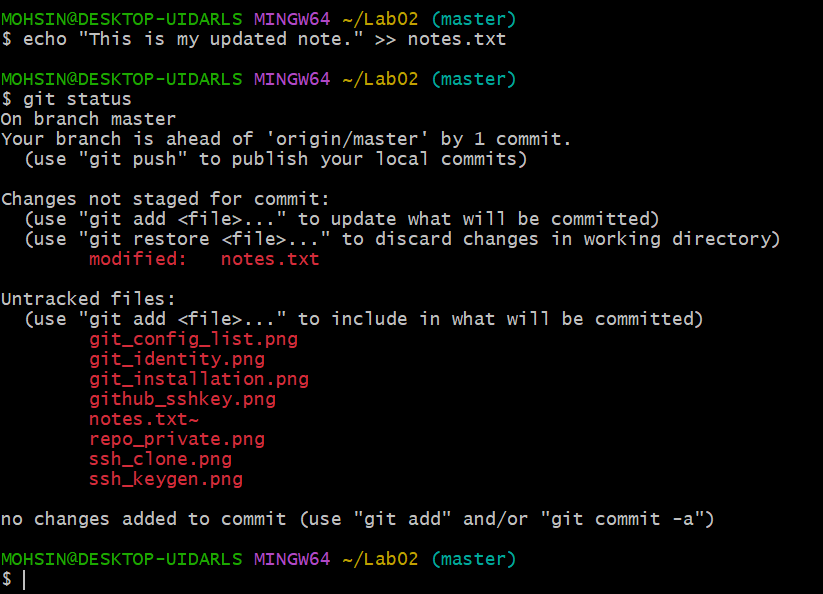 MOHSIN@DESKTOP-UIDARLS MINGW64 ~/Lab02 (master)
$ echo "This is my updated note." >> notes.txt
MOHSIN@DESKTOP-UIDARLS MINGW64 ~/Lab02 (master)
$ git status
On branch master
Your branch is ahead of 'origin/master' by 1 commit.
  (use "git push" to publish your local commits)
Changes not staged for commit:
  (use "git add <file>..." to update what will be committed)
  (use "git restore <file>..." to discard changes in working directory)
        modified:   notes.txt
Untracked files:
  (use "git add <file>..." to include in what will be committed)
        git_config_list.png
        git_identity.png
        git_installation.png
        github_sshkey.png
        notes.txt~
        repo_private.png
        ssh_clone.png
        ssh_keygen.png
no changes added to commit (use "git add" and/or "git commit -a")
MOHSIN@DESKTOP-UIDARLS MINGW64 ~/Lab02 (master)
$